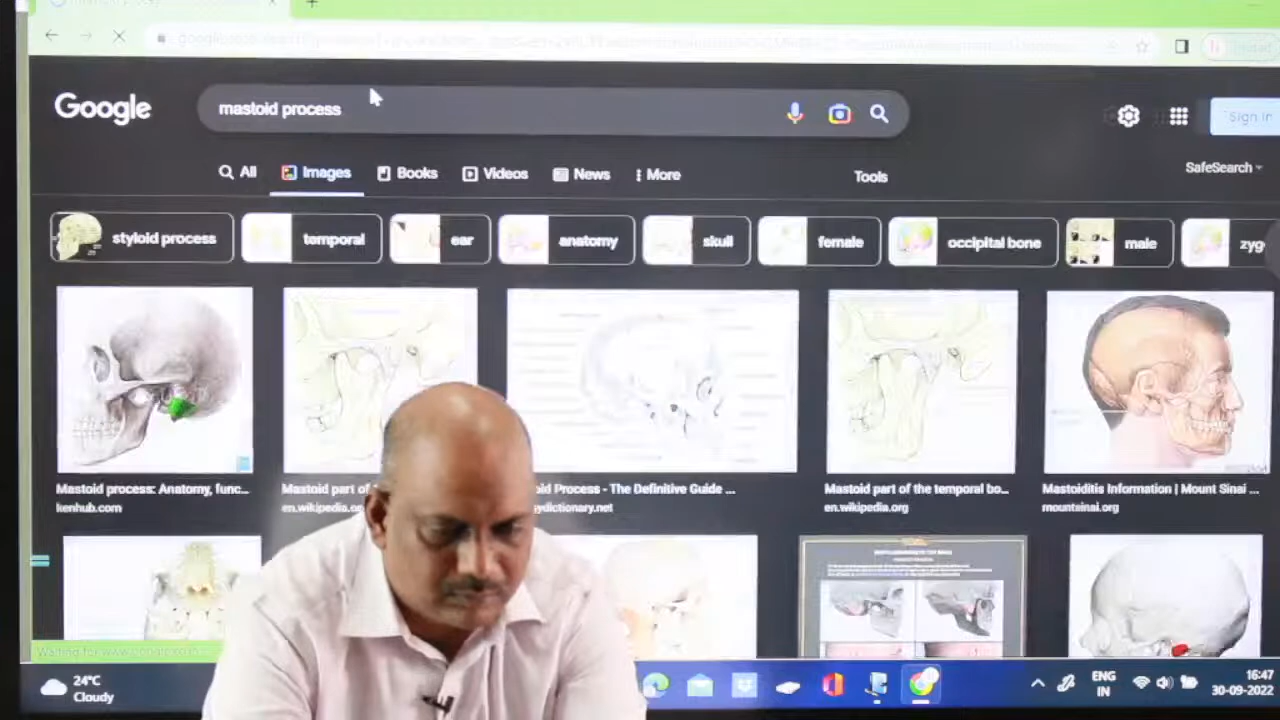 Google
mastoid process
Sign in
All
Images
Books
Videos
News
More
Tools
SafeSearch
styloid process
temporal
ear
anatomy
skull
female
occipital bone
male
zyg
Mastoid process: Anatomy, func...
Mastoid part of
Process - The Definitive Guide ...
Mastoid part of the temporal bo...
Mastoiditis Information | Mount Sinai ...
kenhub.com
en.wikipedia.
en.wikipedia.org
mountsinai.org
24°C
Cloudy
ENG
IN
16:47
30-09-2022